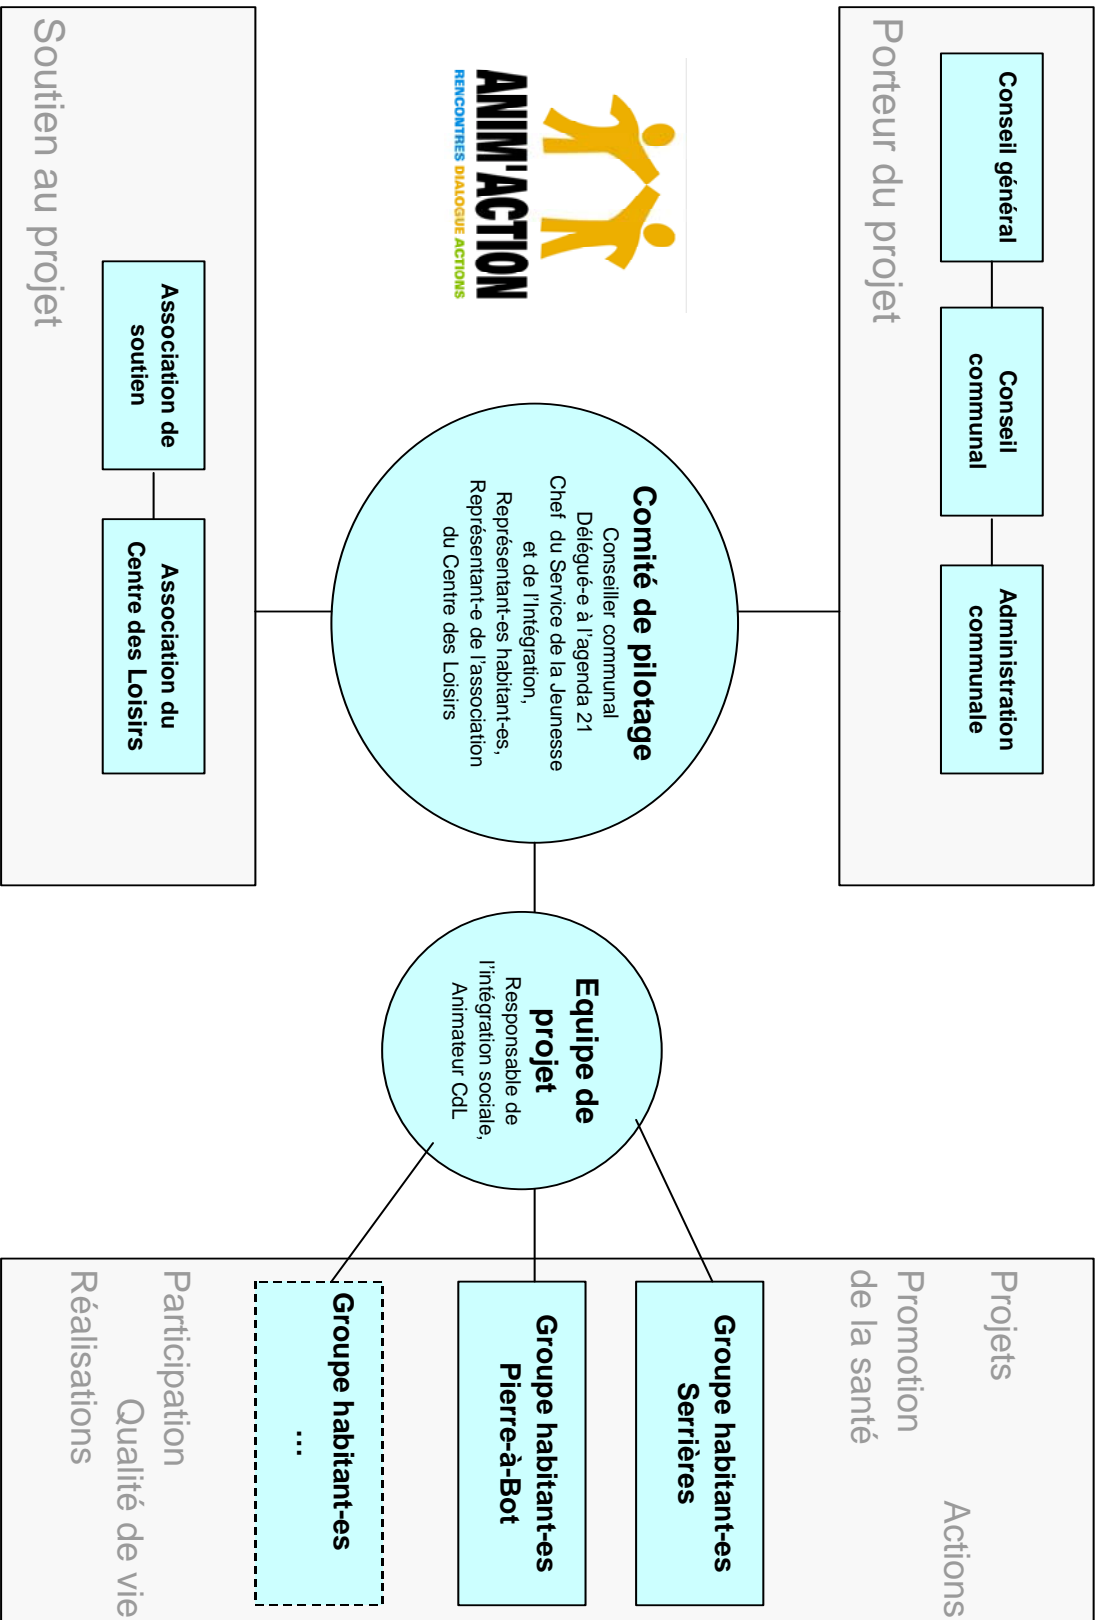 Porteur du projet
Conseil général
Conseil
communal
Administration
communale
ANIM'ACTION
RENCONTRES DIALOGUE ACTIONS
Comité de pilotage
Conseiller communal
Délégué-e à l'agenda 21
Chef du Service de la Jeunesse
et de l'Intégration,
Représentant-es habitant-es,
Représentant-e de l'association
du Centre des Loisirs
Soutien au projet
Association de
soutien
Association du
Centre des Loisirs
Equipe de
projet
Responsable de
l'intégration sociale,
Animateur CdL
Projets
Actions
Promotion
de la santé
Groupe habitant-es
Serrières
Groupe habitant-es
Pierre-à-Bot
Groupe habitant-es
...
Participation
Qualité de vie
Réalisations